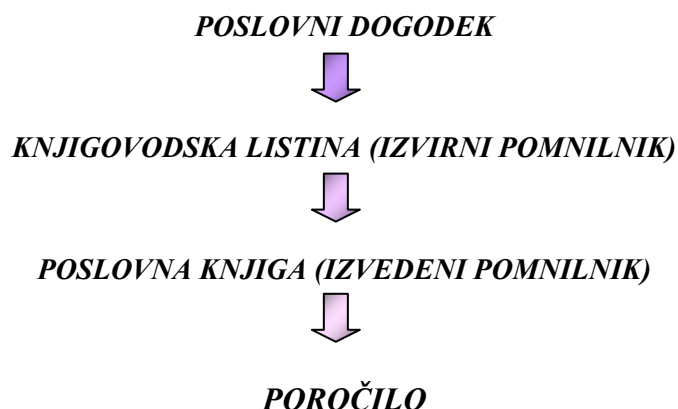 POSLOVNI DOGODEK
KNJIGOVODSKA LISTINA (IZVIRNI POMNILNIK)
POSLOVNA KNJIGA (IZVEDENI POMNILNIK)
POROČILO